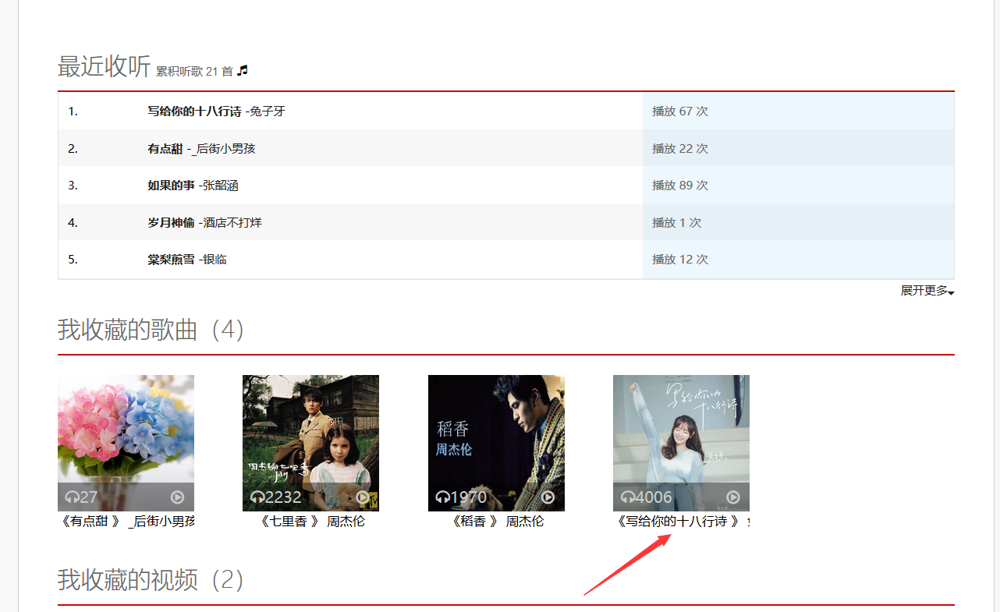 最近收听 累积听歌 21 首
1. 写给你的十八行诗 -兔子牙 播放 67 次
2. 有点甜 -_后街小男孩 播放 22 次
3. 如果的事 -张韶涵 播放 89 次
4. 岁月神偷 -酒店不打烊 播放 1 次
5. 棠梨煎雪 -银临 播放 12 次
展开更多
我收藏的歌曲（4）
周杰伦 七里香
Jay
稻香
周杰伦
写给你的
十八行诗
27
2232
1970
4006
《有点甜 》 _后街小男孩
《七里香 》 周杰伦
《稻香 》 周杰伦
《写给你的十八行诗 》
我收藏的视频（2）